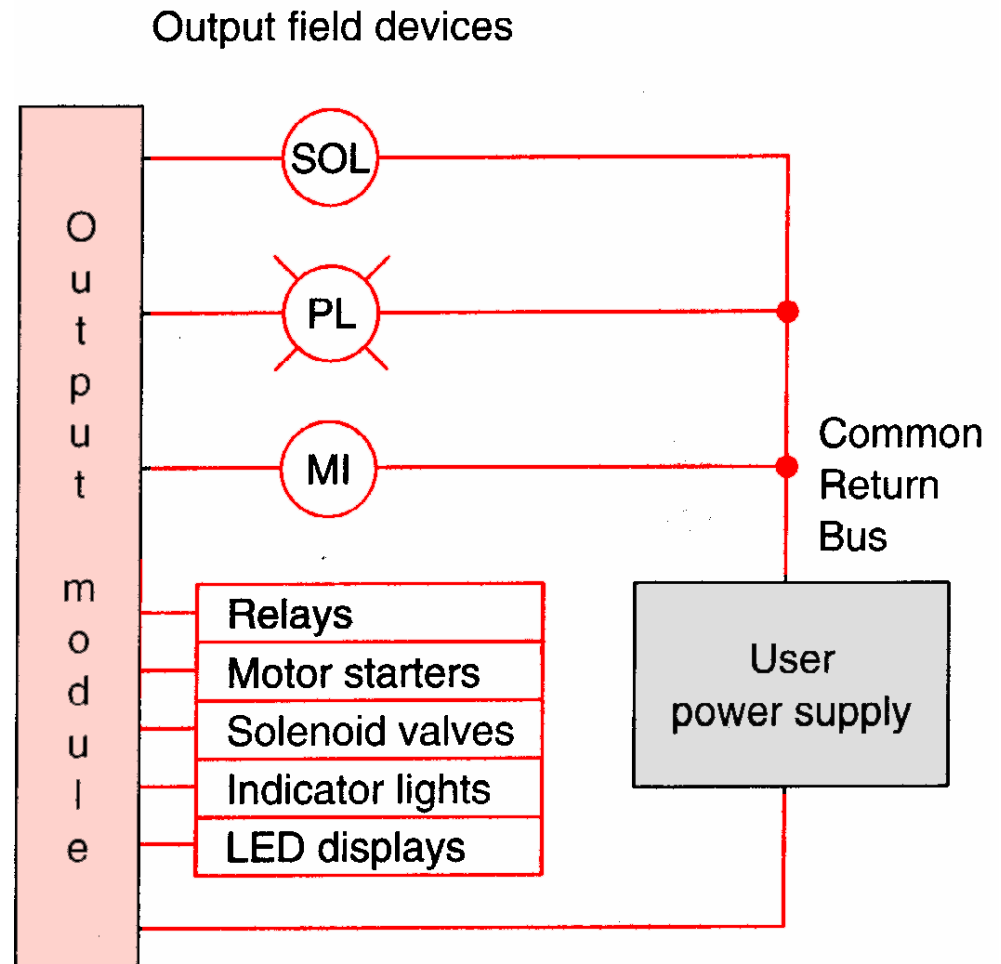 Output field devices
Output module
SOL
PL
MI
Common
Return
Bus
Relays
Motor starters
Solenoid valves
Indicator lights
LED displays
User
power supply